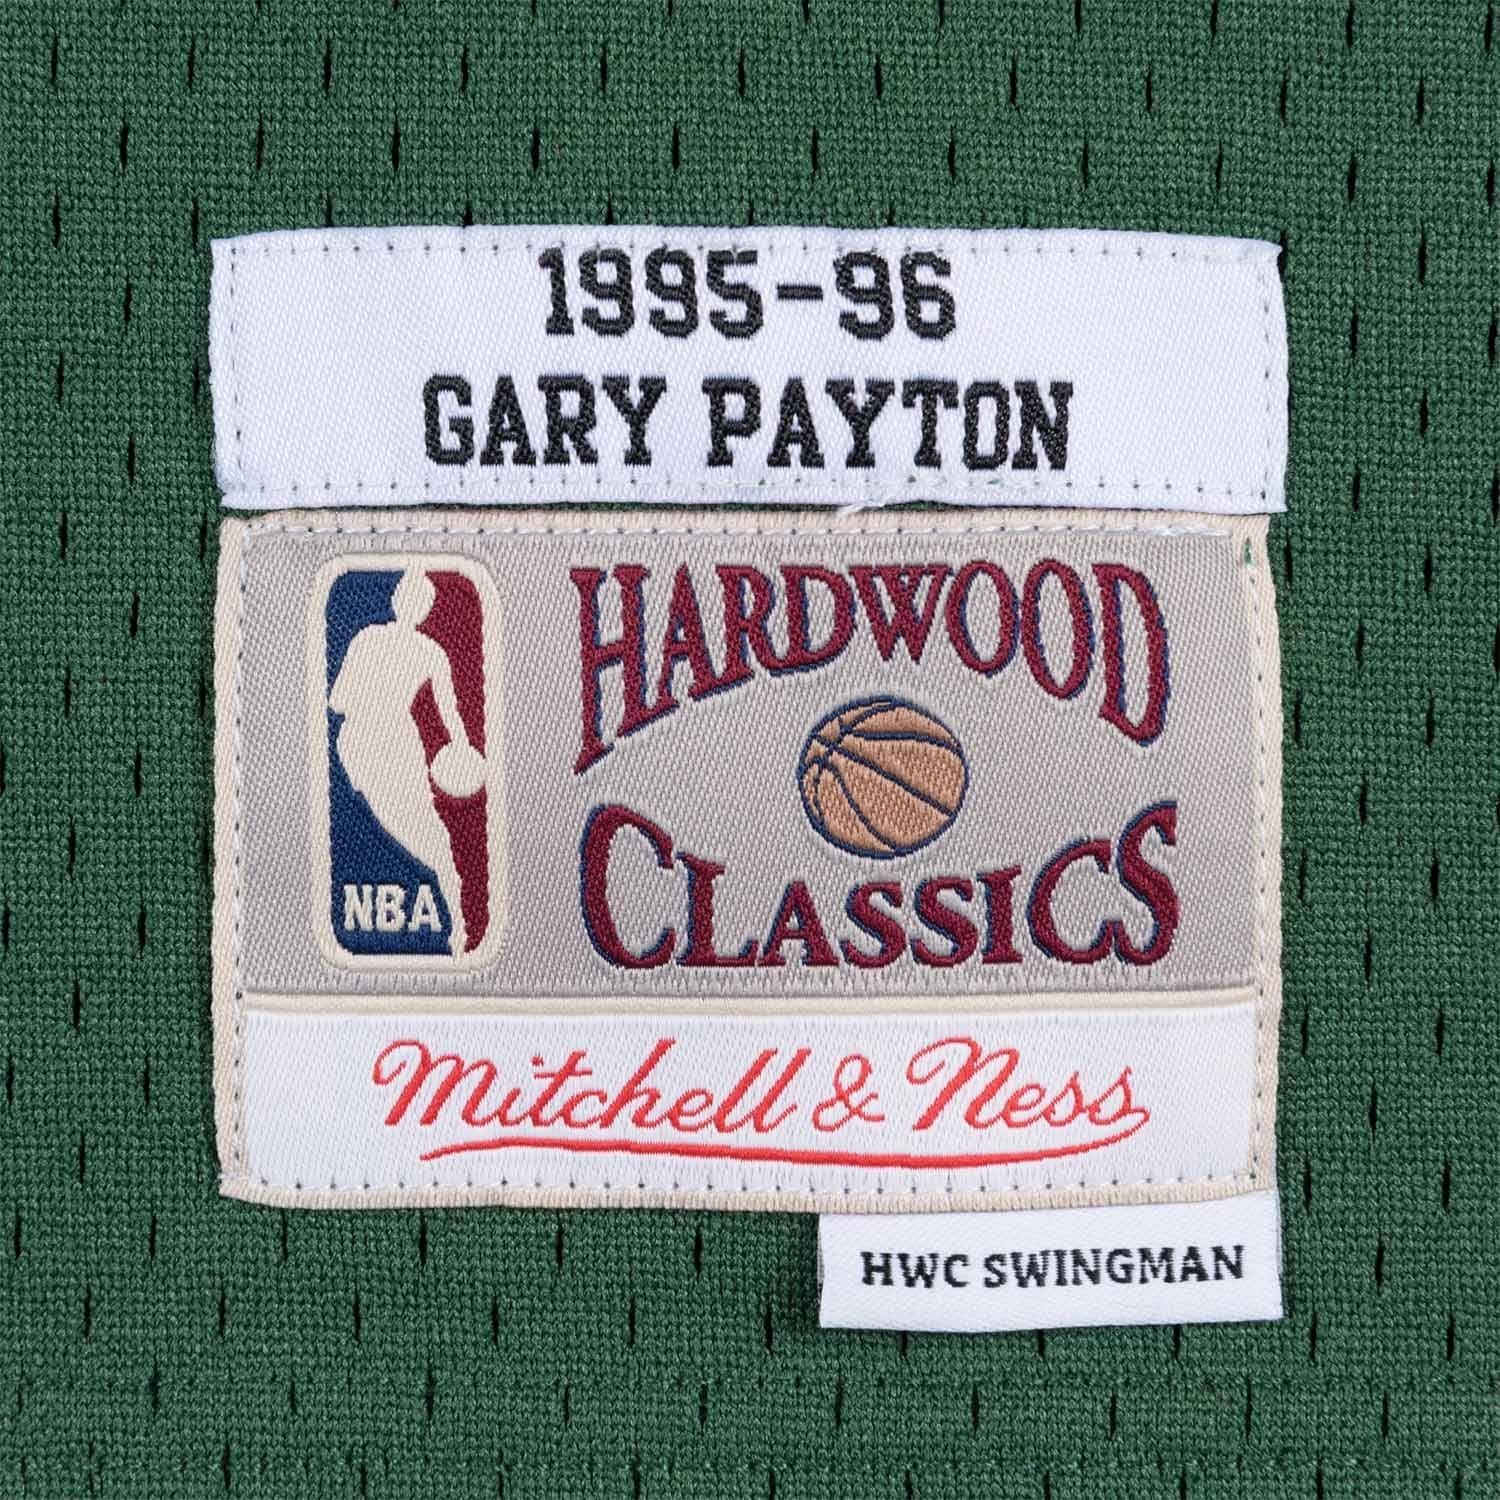 1995-96
GARY PAYTON
NBA
HARDWOOD
CLASSICS
Mitchell & Ness
HWC SWINGMAN